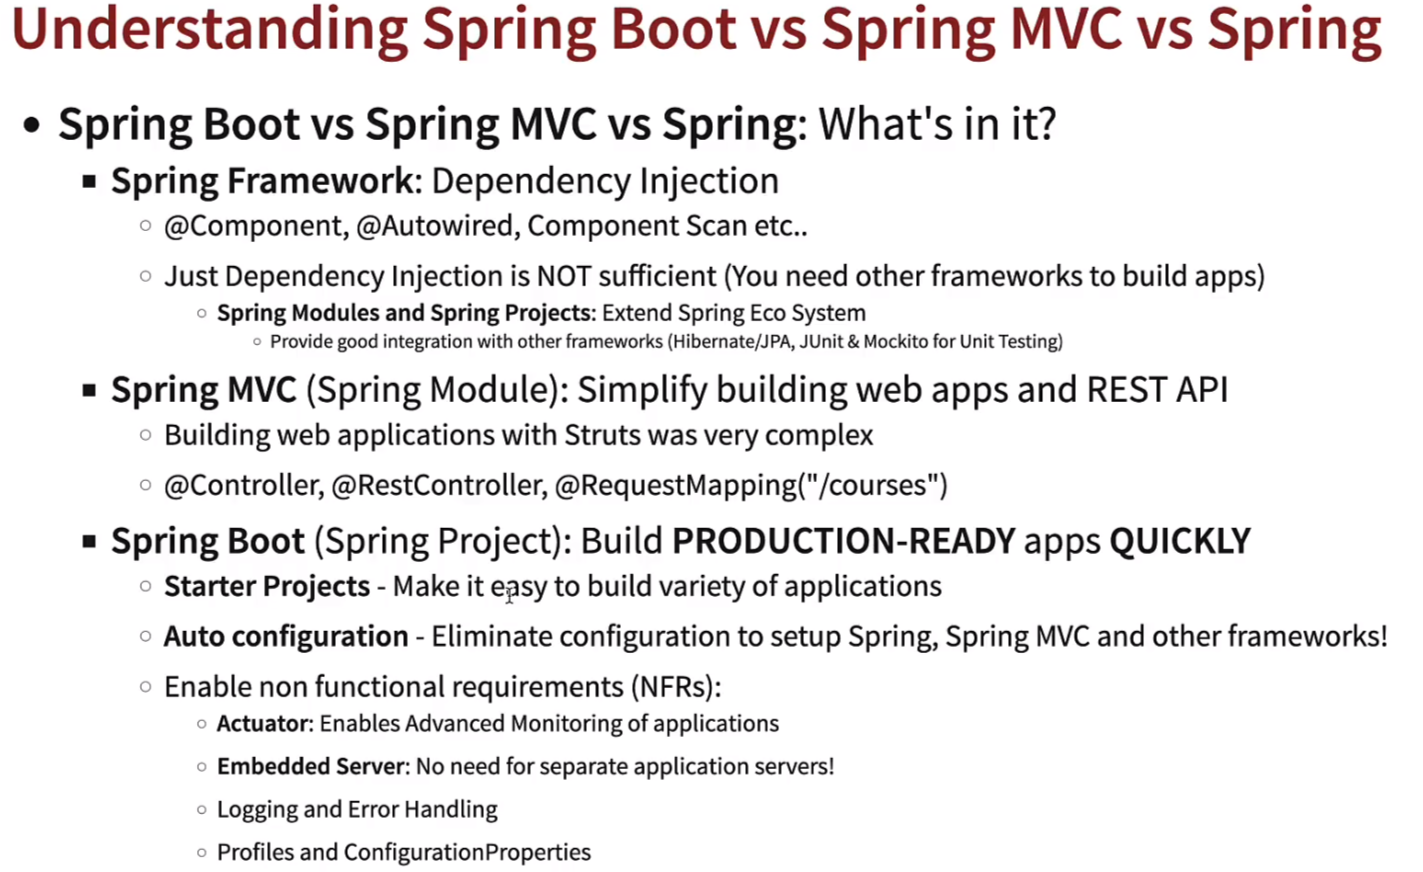 Understanding Spring Boot vs Spring MVC vs Spring
Spring Boot vs Spring MVC vs Spring: What's in it?
Spring Framework: Dependency Injection
@Component, @Autowired, Component Scan etc..
Just Dependency Injection is NOT sufficient (You need other frameworks to build apps)
Spring Modules and Spring Projects: Extend Spring Eco System
Provide good integration with other frameworks (Hibernate/JPA, JUnit & Mockito for Unit Testing)
Spring MVC (Spring Module): Simplify building web apps and REST API
Building web applications with Struts was very complex
@Controller, @RestController, @RequestMapping("/courses")
Spring Boot (Spring Project): Build PRODUCTION-READY apps QUICKLY
Starter Projects - Make it easy to build variety of applications
Auto configuration - Eliminate configuration to setup Spring, Spring MVC and other frameworks!
Enable non functional requirements (NFRs):
Actuator: Enables Advanced Monitoring of applications
Embedded Server: No need for separate application servers!
Logging and Error Handling
Profiles and ConfigurationProperties